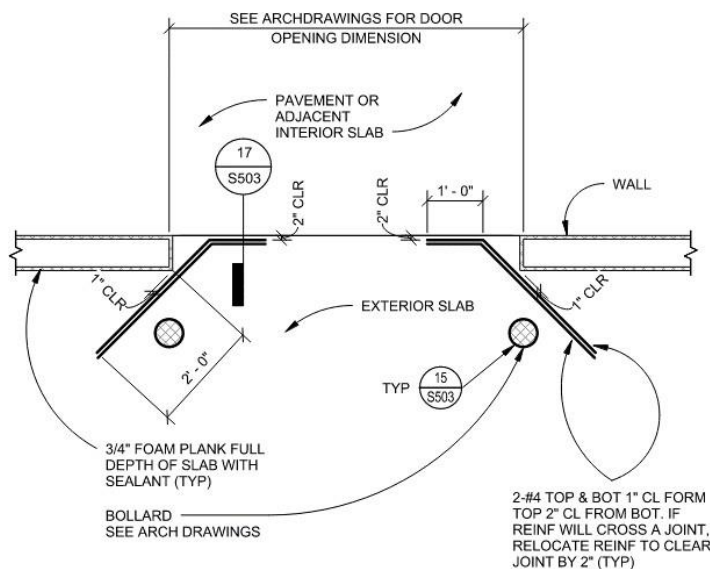 SEE ARCHDRAWINGS FOR DOOR
OPENING DIMENSION
PAVEMENT OR
ADJACENT
INTERIOR SLAB
17
S503
2" CLR
2" CLR
1' - 0"
WALL
1" CLR
1" CLR
EXTERIOR SLAB
2' - 0"
TYP
15
S503
3/4" FOAM PLANK FULL
DEPTH OF SLAB WITH
SEALANT (TYP)
BOLLARD
SEE ARCH DRAWINGS
2-#4 TOP & BOT 1" CL FORM
TOP 2" CL FROM BOT. IF
REINF WILL CROSS A JOINT,
RELOCATE REINF TO CLEAR
JOINT BY 2" (TYP)